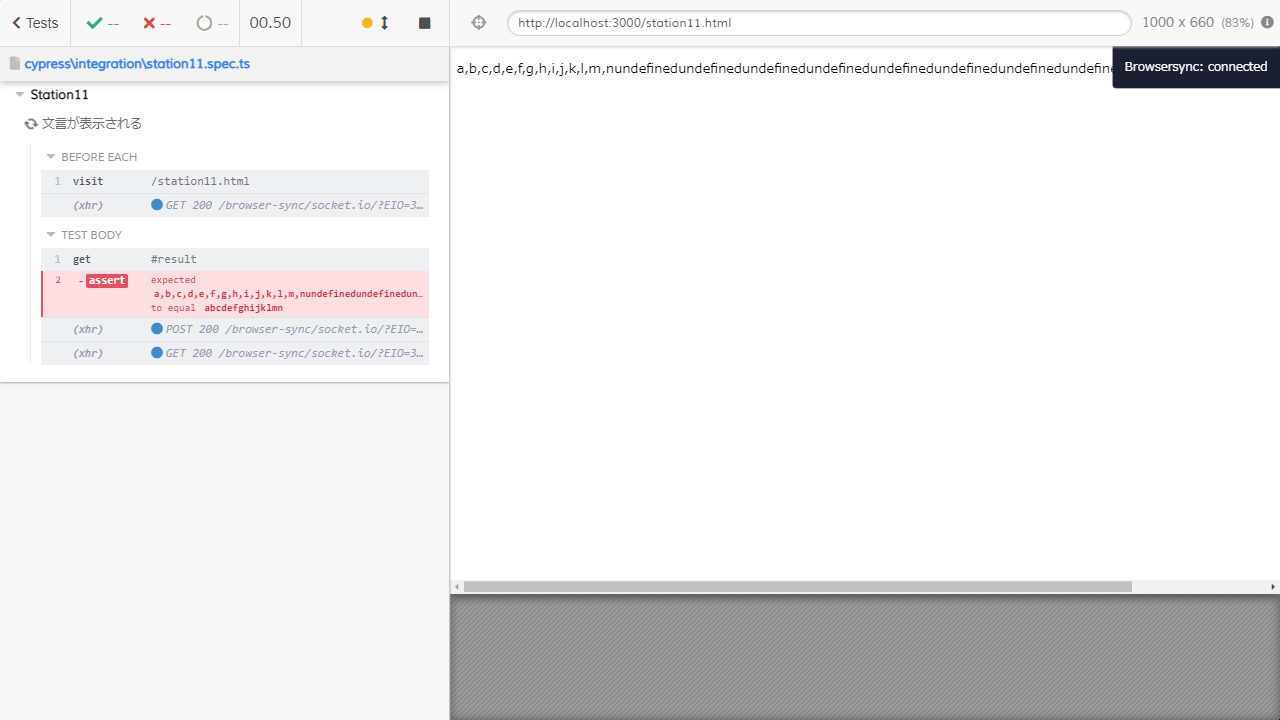 Tests -- -- -- 00.50
http://localhost:3000/station11.html 1000 x 660 (83%)
cypress\integration\station11.spec.ts
Browsersync: connected
a,b,c,d,e,f,g,h,i,j,k,l,m,nundefinedundefinedundefinedundefinedundefinedundefinedundefinedundefine
Station11
文言が表示される
BEFORE EACH
1 visit /station11.html
(xhr) GET 200 /browser-sync/socket.io/?EIO=3…
TEST BODY
1 get #result
2 -assert expected
a,b,c,d,e,f,g,h,i,j,k,l,m,nundefinedundefinedun…
to equal abcdefghijklmn
(xhr) POST 200 /browser-sync/socket.io/?EIO=…
(xhr) GET 200 /browser-sync/socket.io/?EIO=3…